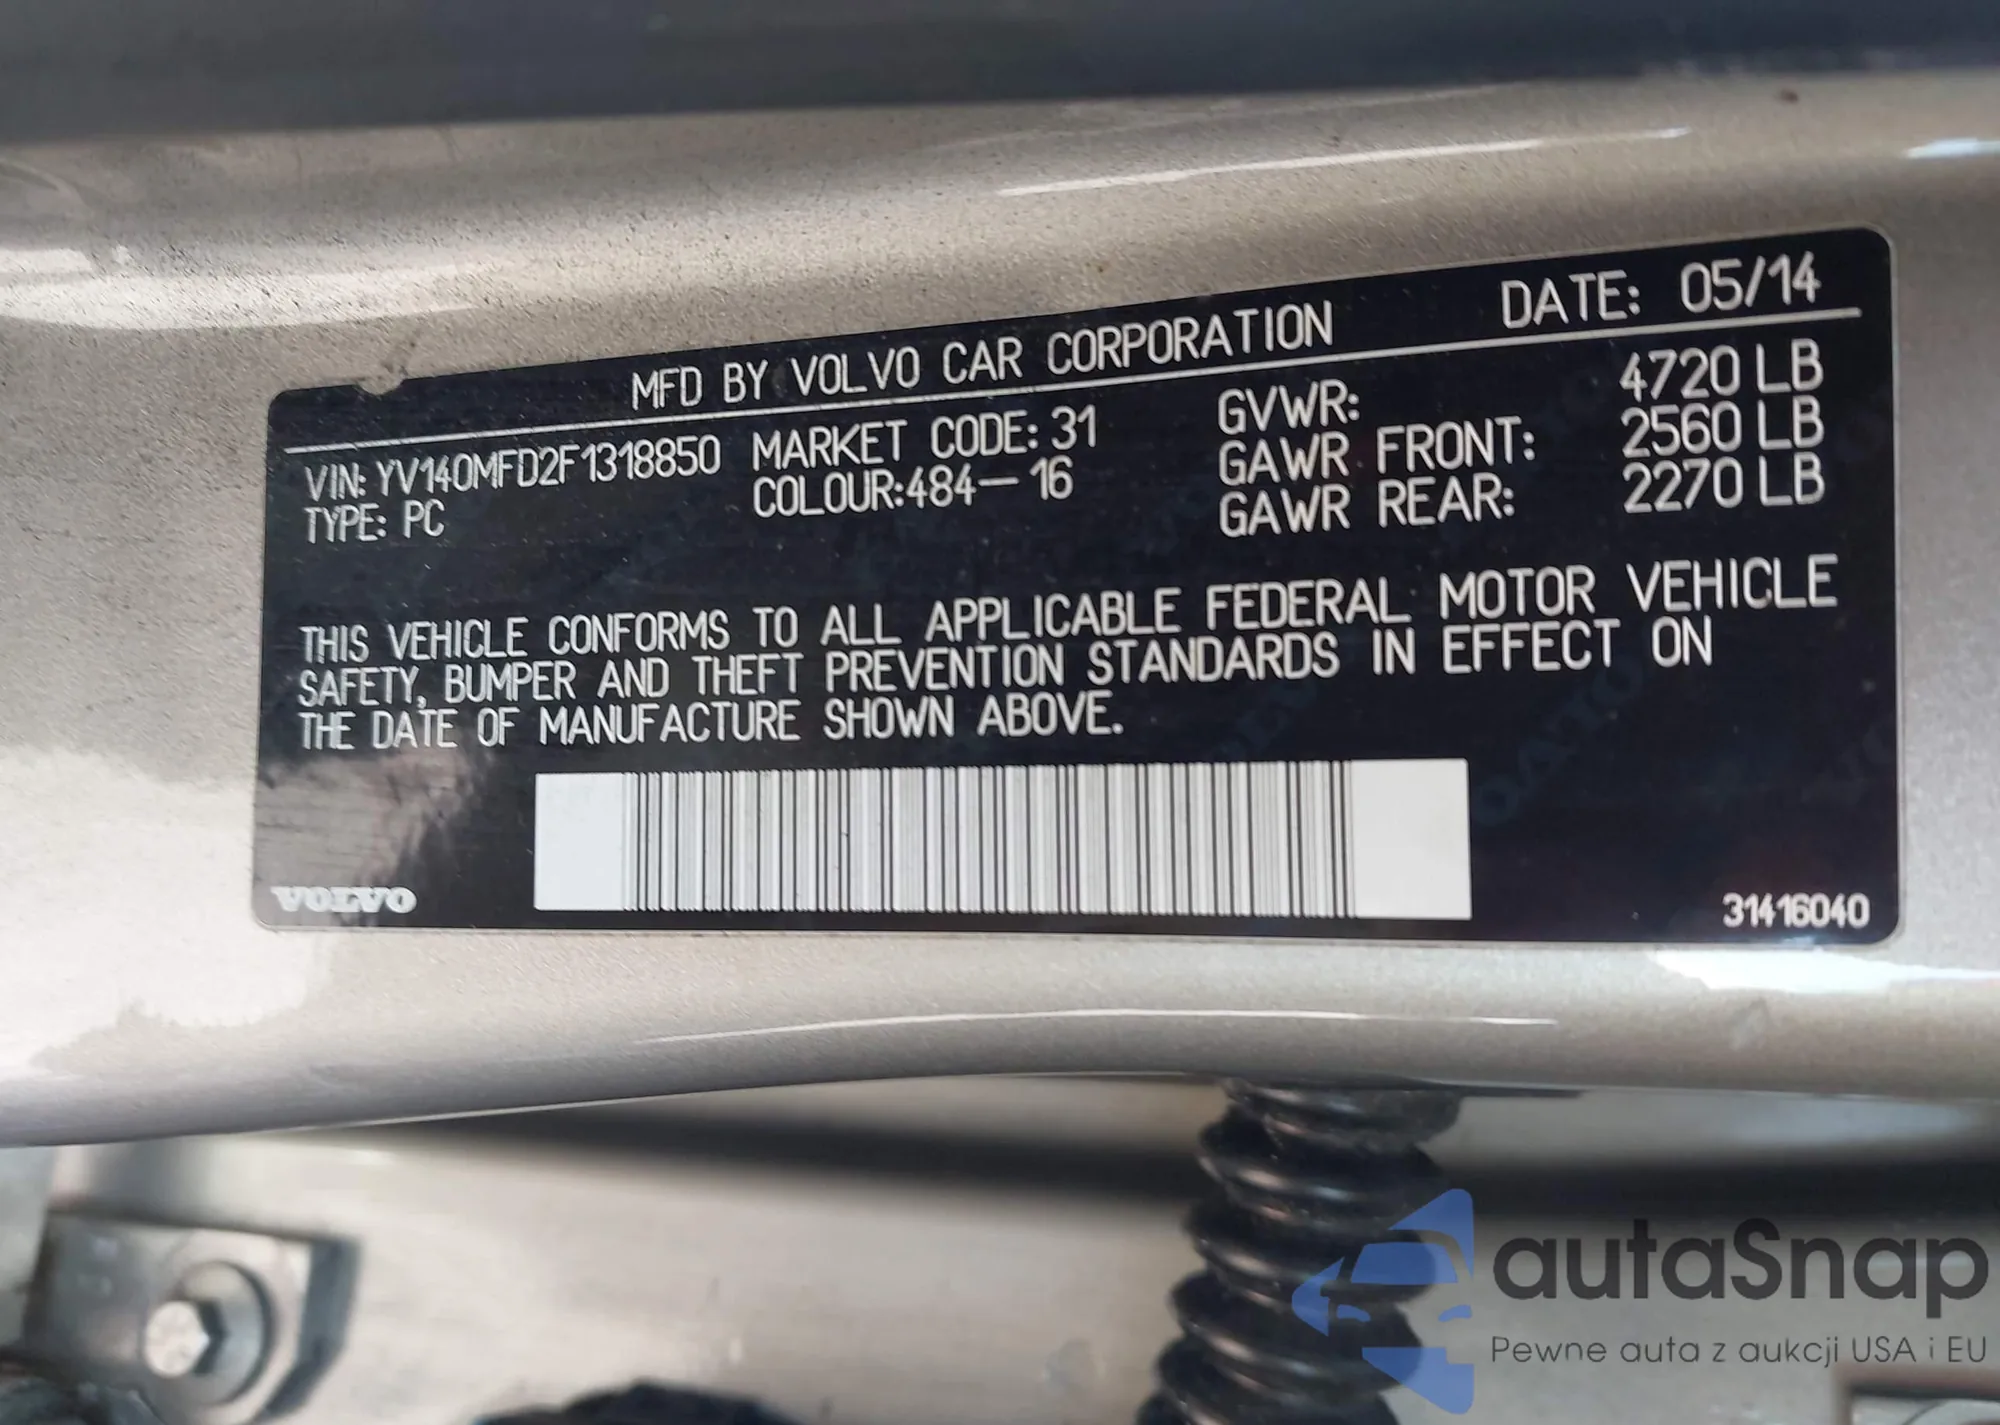 MFD BY VOLVO CAR CORPORATION DATE: 05/14
VIN: YV140MFD2F1318850 MARKET CODE: 31 GVWR: 4720 LB
TYPE: PC COLOUR:484-16 GAWR FRONT: 2560 LB
GAWR REAR: 2270 LB
THIS VEHICLE CONFORMS TO ALL APPLICABLE FEDERAL MOTOR VEHICLE
SAFETY, BUMPER AND THEFT PREVENTION STANDARDS IN EFFECT ON
THE DATE OF MANUFACTURE SHOWN ABOVE.
VOLVO
31416040
autaSnap
Pewne auta z aukcji USA i EU